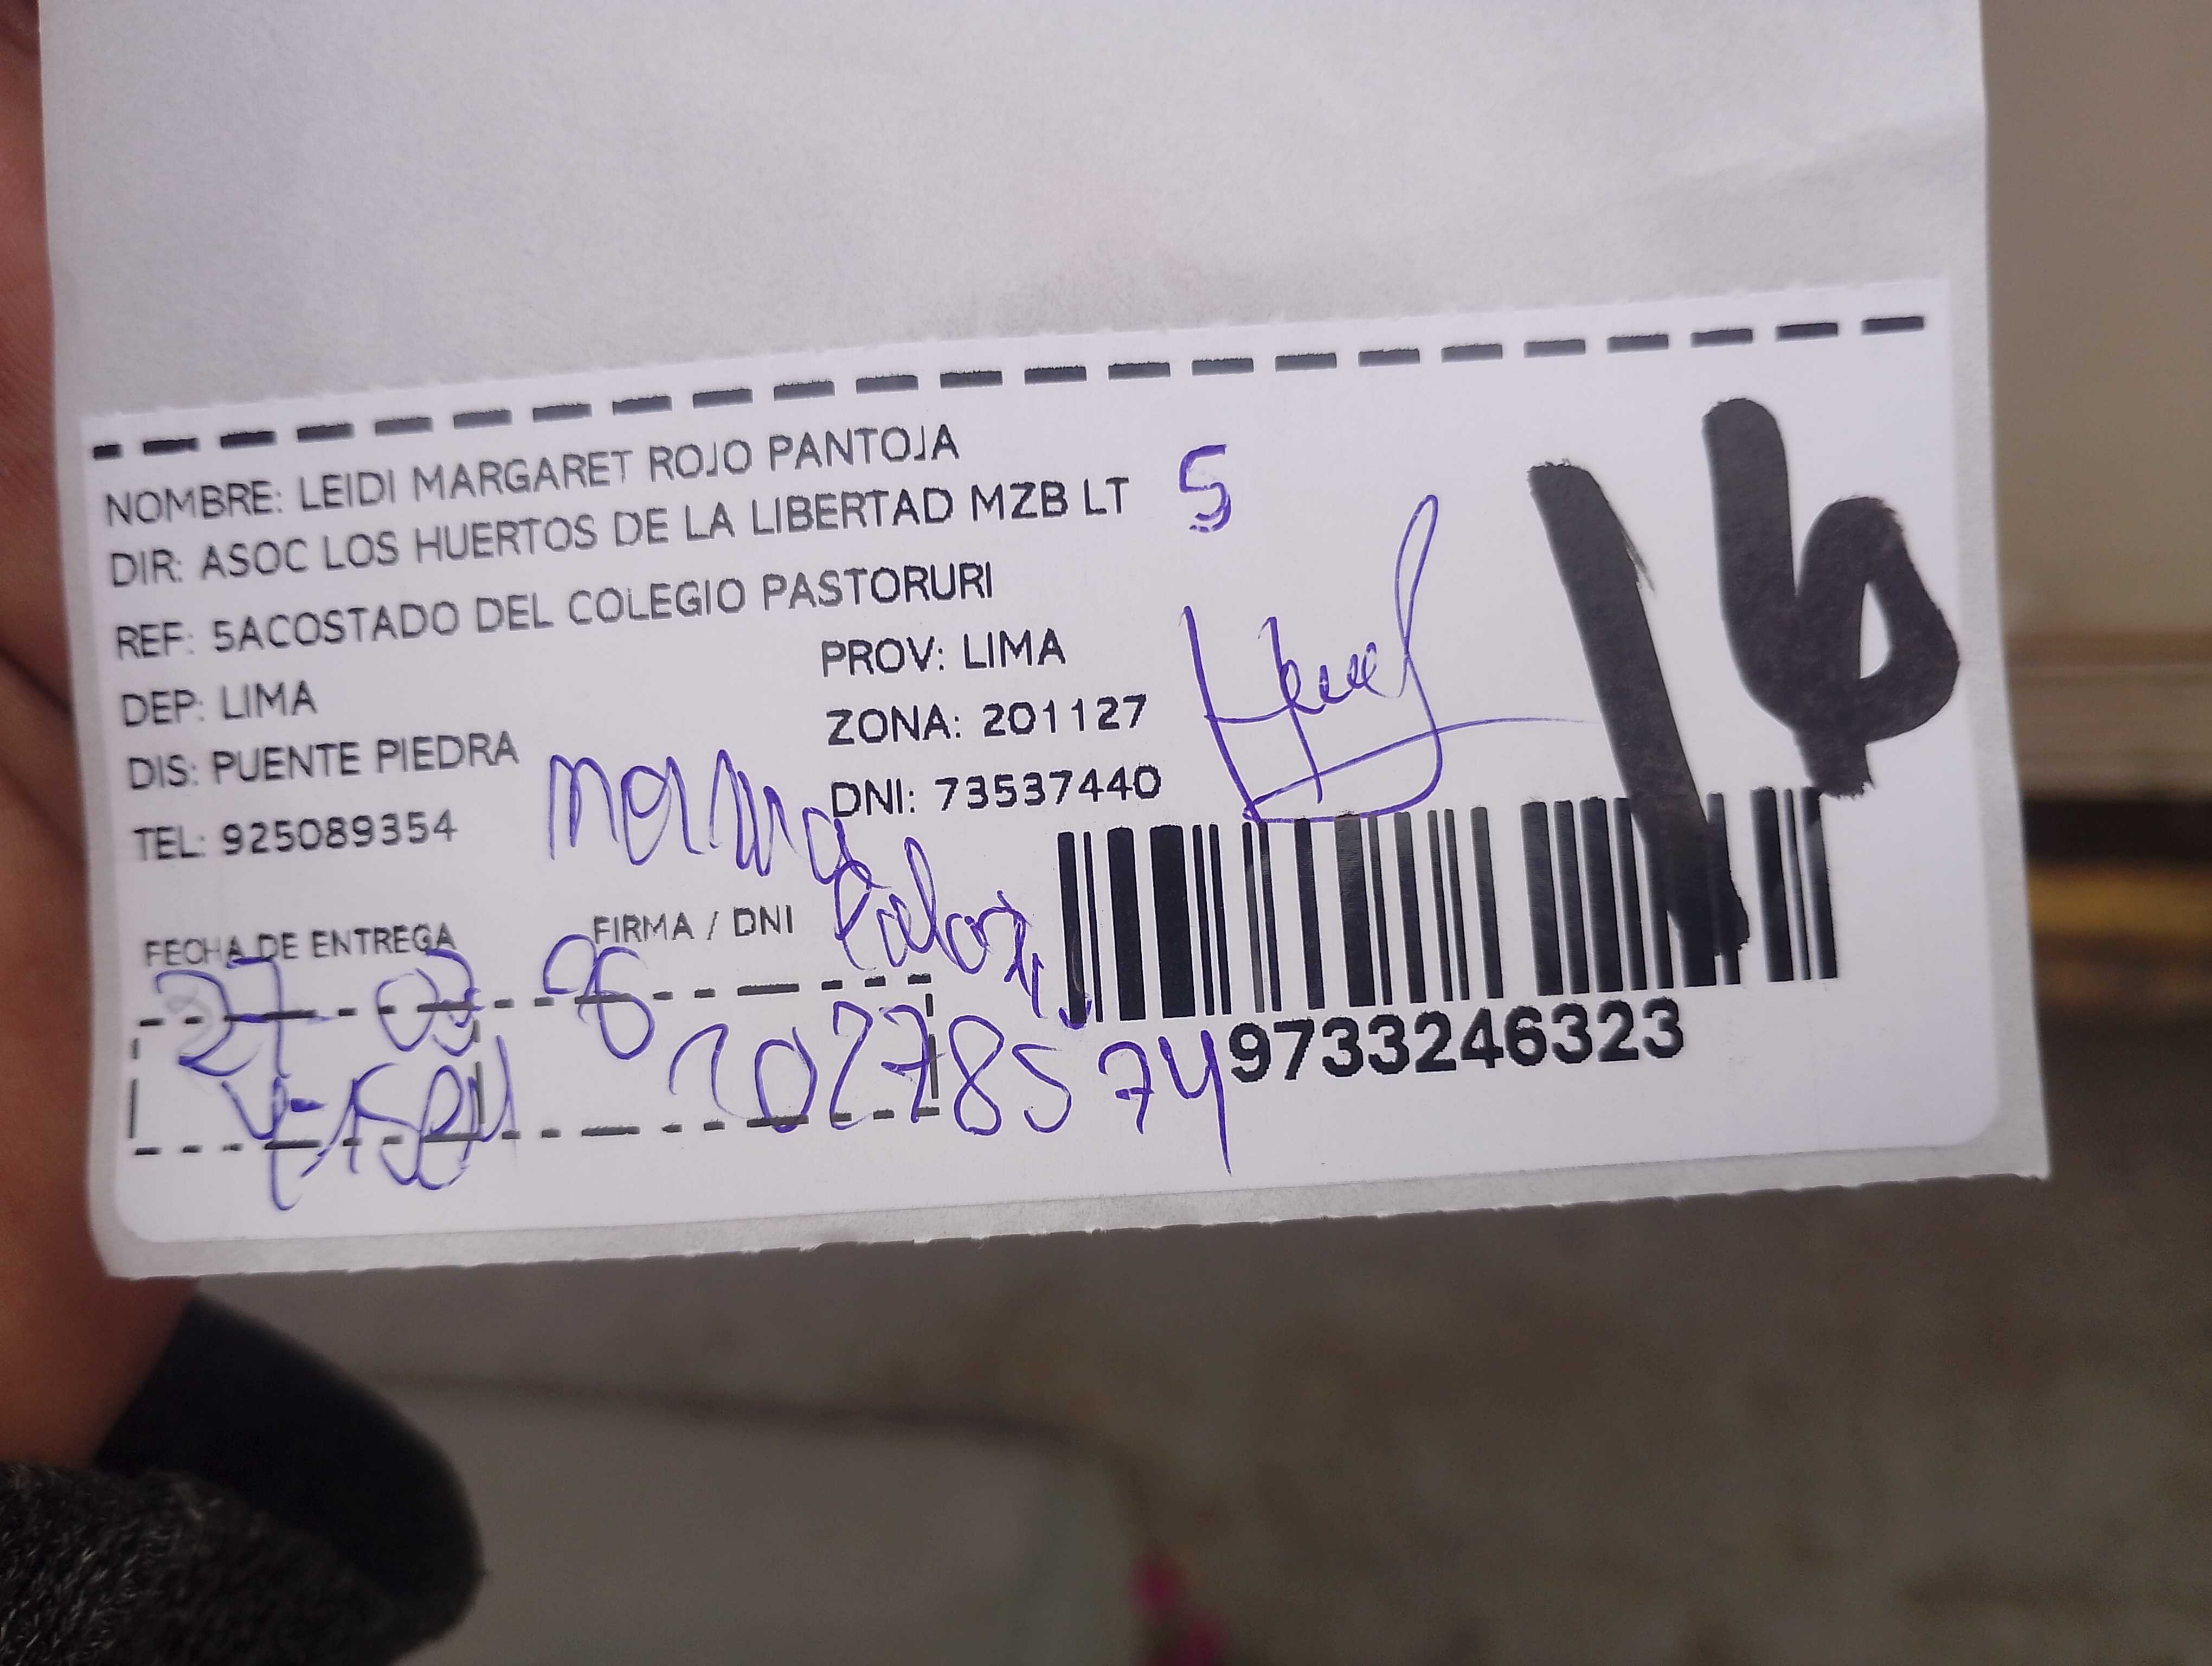 NOMBRE: LEIDI MARGARET ROJO PANTOJA
DIR: ASOC LOS HUERTOS DE LA LIBERTAD MZB LT 5
REF: 5ACOSTADO DEL COLEGIO PASTORURI
DEP: LIMA PROV: LIMA
DIS: PUENTE PIEDRA ZONA: 201127
TEL: 925089354 DNI: 73537440
FECHA DE ENTREGA FIRMA / DNI
27 03
10278574
9733246323
16